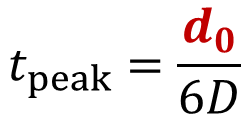 t_peak = d_0 / 6D